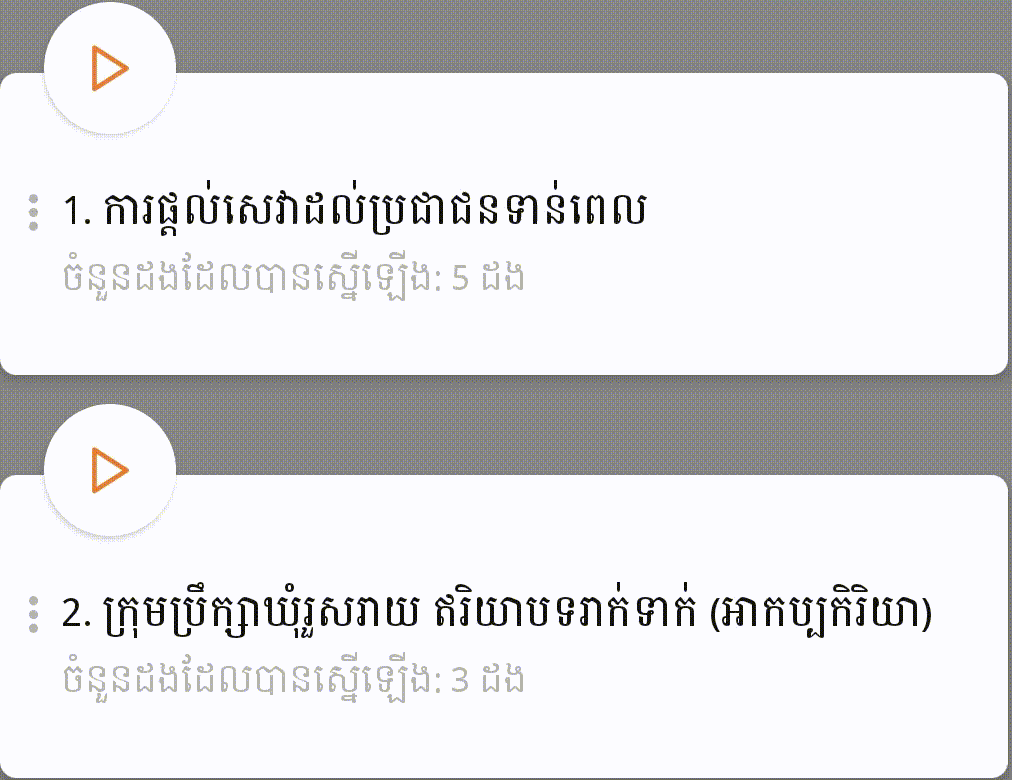 1. ការផ្តល់សេវាដល់ប្រជាជនទាន់ពេល
ចំនួនដងដែលបានស្នើឡើង: 5 ដង
2. ក្រុមប្រឹក្សាឃុំរួសរាយ ឥរិយាបទរាក់ទាក់ (អាកប្បកិរិយា)
ចំនួនដងដែលបានស្នើឡើង: 3 ដង